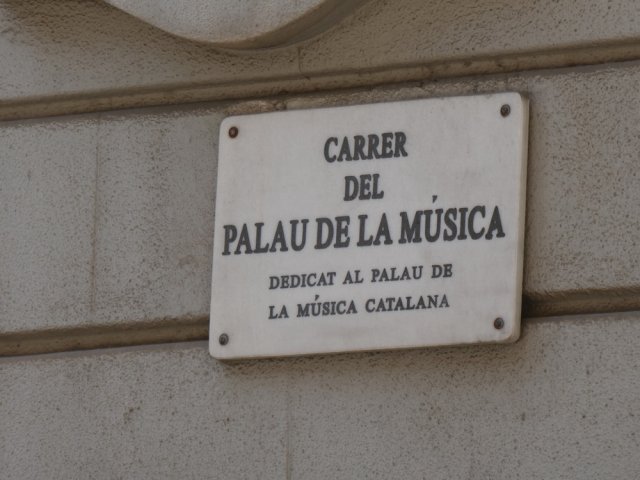 CARRER
DEL
PALAU DE LA MÚSICA
DEDICAT AL PALAU DE
LA MÚSICA CATALANA